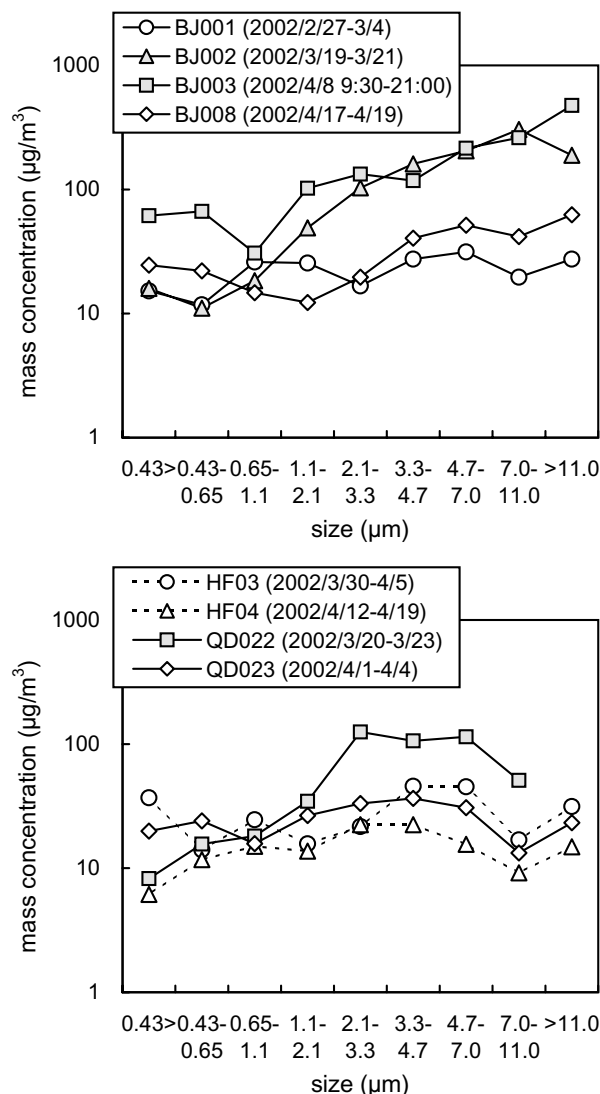 BJ001 (2002/2/27-3/4)
BJ002 (2002/3/19-3/21)
BJ003 (2002/4/8 9:30-21:00)
BJ008 (2002/4/17-4/19)
1000
100
10
1
mass concentration (µg/m³)
0.43> 0.43- 0.65- 1.1- 2.1- 3.3- 4.7- 7.0- >11.0
0.65 1.1 2.1 3.3 4.7 7.0 11.0
size (µm)
HF03 (2002/3/30-4/5)
HF04 (2002/4/12-4/19)
QD022 (2002/3/20-3/23)
QD023 (2002/4/1-4/4)
1000
100
10
1
mass concentration (µg/m³)
0.43> 0.43- 0.65- 1.1- 2.1- 3.3- 4.7- 7.0- >11.0
0.65 1.1 2.1 3.3 4.7 7.0 11.0
size (µm)